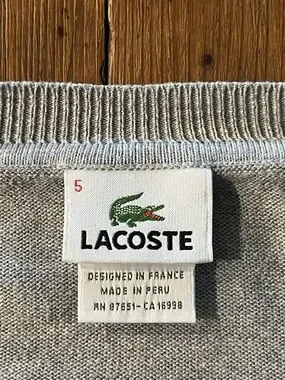 5
LACOSTE
DESIGNED IN FRANCE
MADE IN PERU
RN 87651-CA 16998